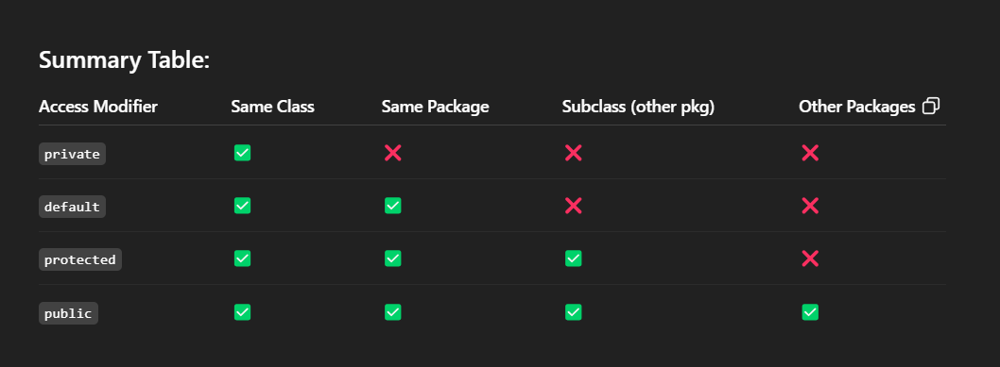 Summary Table:
Access Modifier Same Class Same Package Subclass (other pkg) Other Packages
private ✅ ❌ ❌ ❌
default ✅ ✅ ❌ ❌
protected ✅ ✅ ✅ ❌
public ✅ ✅ ✅ ✅